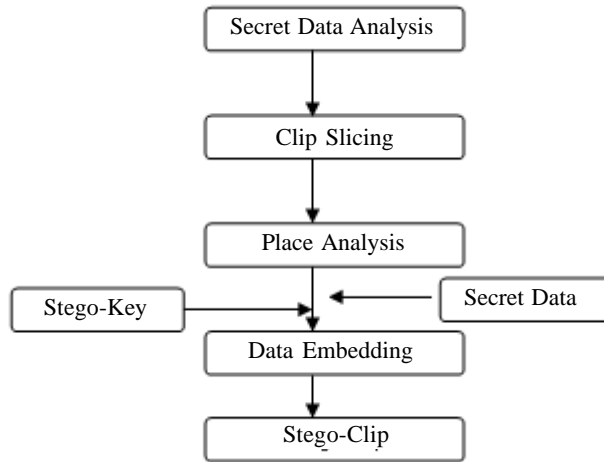 Secret Data Analysis
Clip Slicing
Place Analysis
Secret Data
Stego-Key
Data Embedding
Stego-Clip